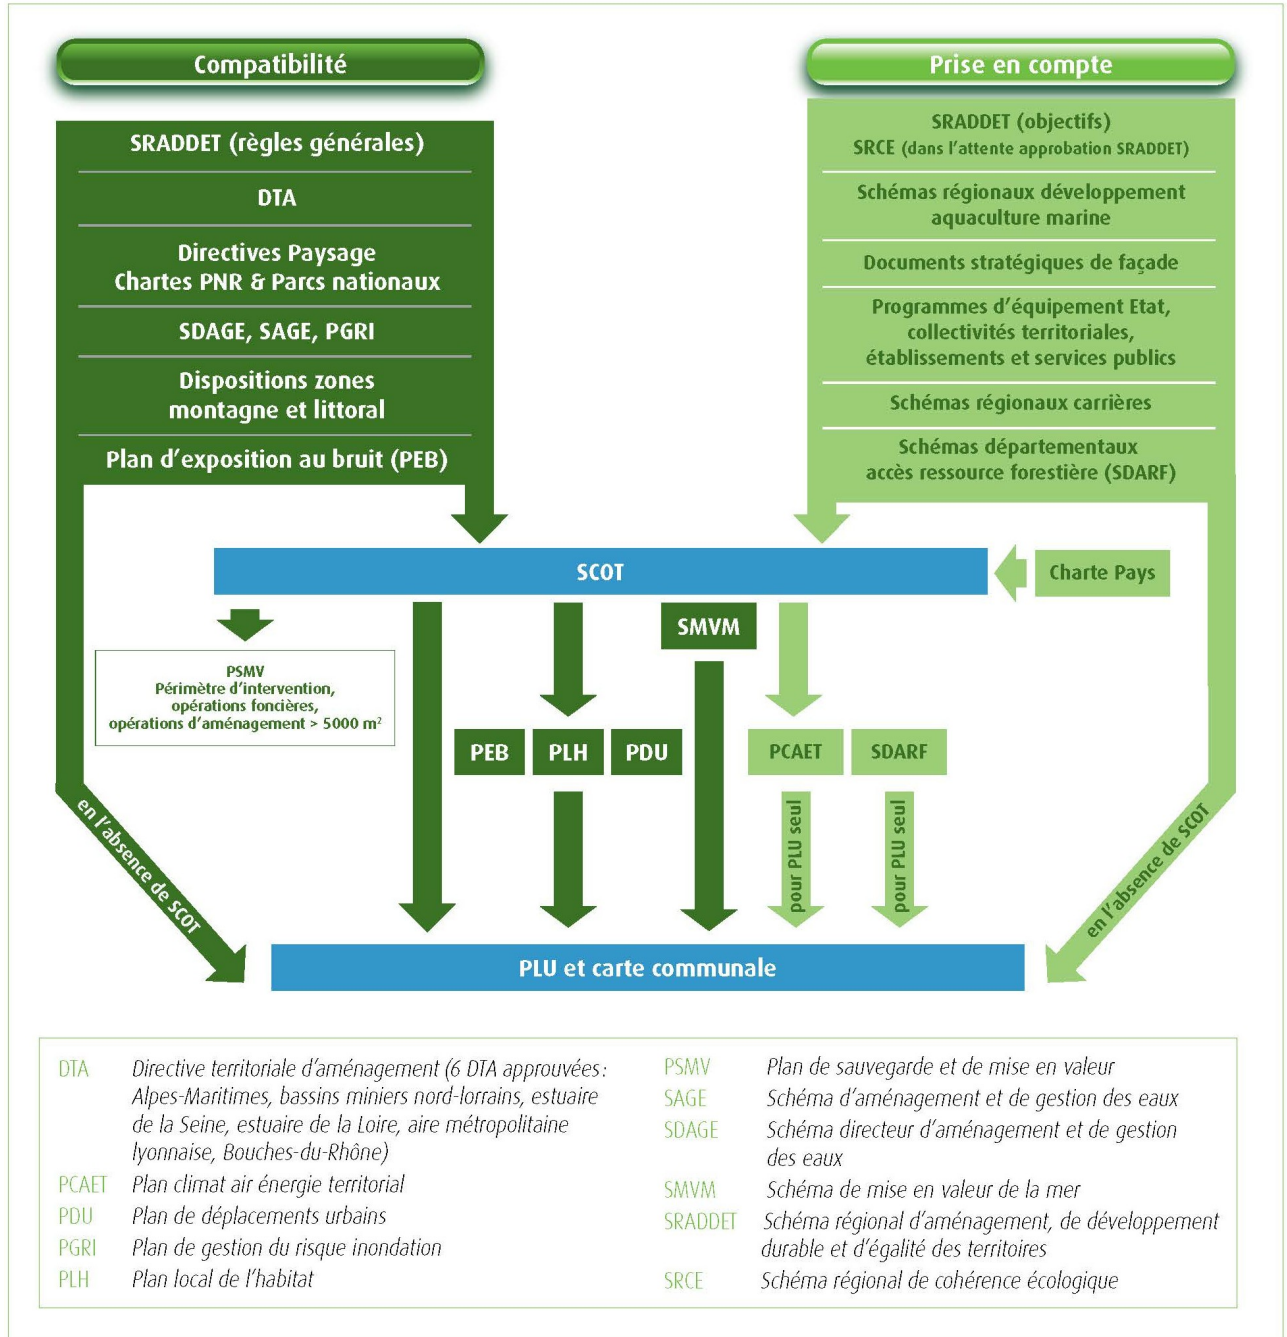 Compatibilité
SRADDET (règles générales)
DTA
Directives Paysage
Chartes PNR & Parcs nationaux
SDAGE, SAGE, PGRI
Dispositions zones
montagne et littoral
Plan d'exposition au bruit (PEB)
Prise en compte
SRADDET (objectifs)
SRCE (dans l'attente approbation SRADDET)
Schémas régionaux développement
aquaculture marine
Documents stratégiques de façade
Programmes d'équipement Etat,
collectivités territoriales,
établissements et services publics
Schémas régionaux carrières
Schémas départementaux
accès ressource forestière (SDARF)
SCOT
Charte Pays
PSMV
Périmètre d'intervention,
opérations foncières,
opérations d'aménagement > 5000 m²
SMVM
PEB
PLH
PDU
PCAET
SDARF
pour PLU seul
pour PLU seul
en l'absence de SCOT
en l'absence de SCOT
PLU et carte communale
DTA Directive territoriale d'aménagement (6 DTA approuvées :
Alpes-Maritimes, bassins miniers nord-lorrains, estuaire
de la Seine, estuaire de la Loire, aire métropolitaine
lyonnaise, Bouches-du-Rhône)
PCAET Plan climat air énergie territorial
PDU Plan de déplacements urbains
PGRI Plan de gestion du risque inondation
PLH Plan local de l'habitat
PSMV Plan de sauvegarde et de mise en valeur
SAGE Schéma d'aménagement et de gestion des eaux
SDAGE Schéma directeur d'aménagement et de gestion
des eaux
SMVM Schéma de mise en valeur de la mer
SRADDET Schéma régional d'aménagement, de développement
durable et d'égalité des territoires
SRCE Schéma régional de cohérence écologique